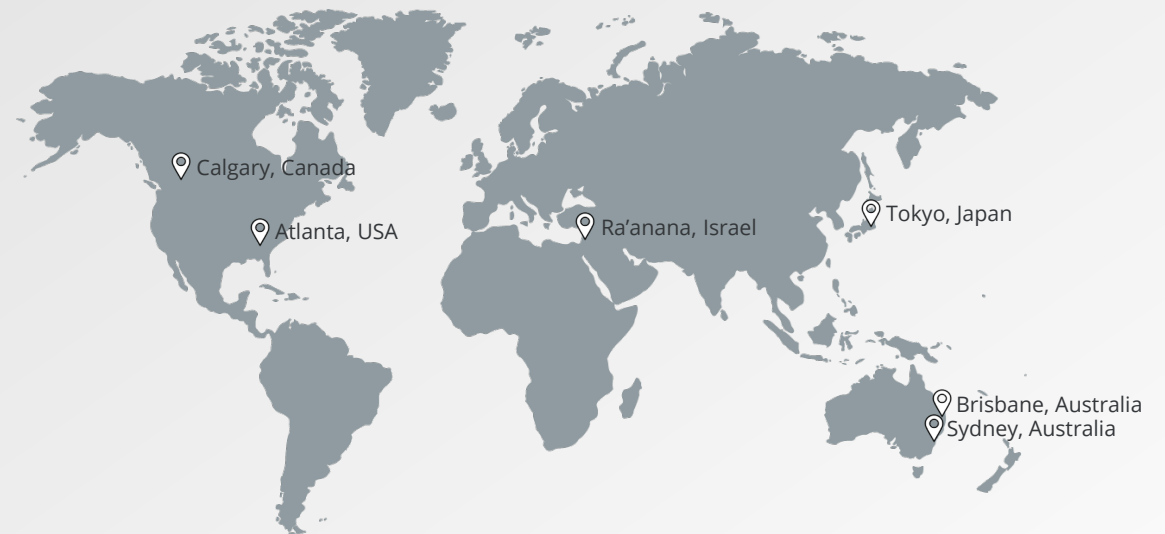 Calgary, Canada
Tokyo, Japan
Ra’anana, Israel
Atlanta, USA
Brisbane, Australia
Sydney, Australia